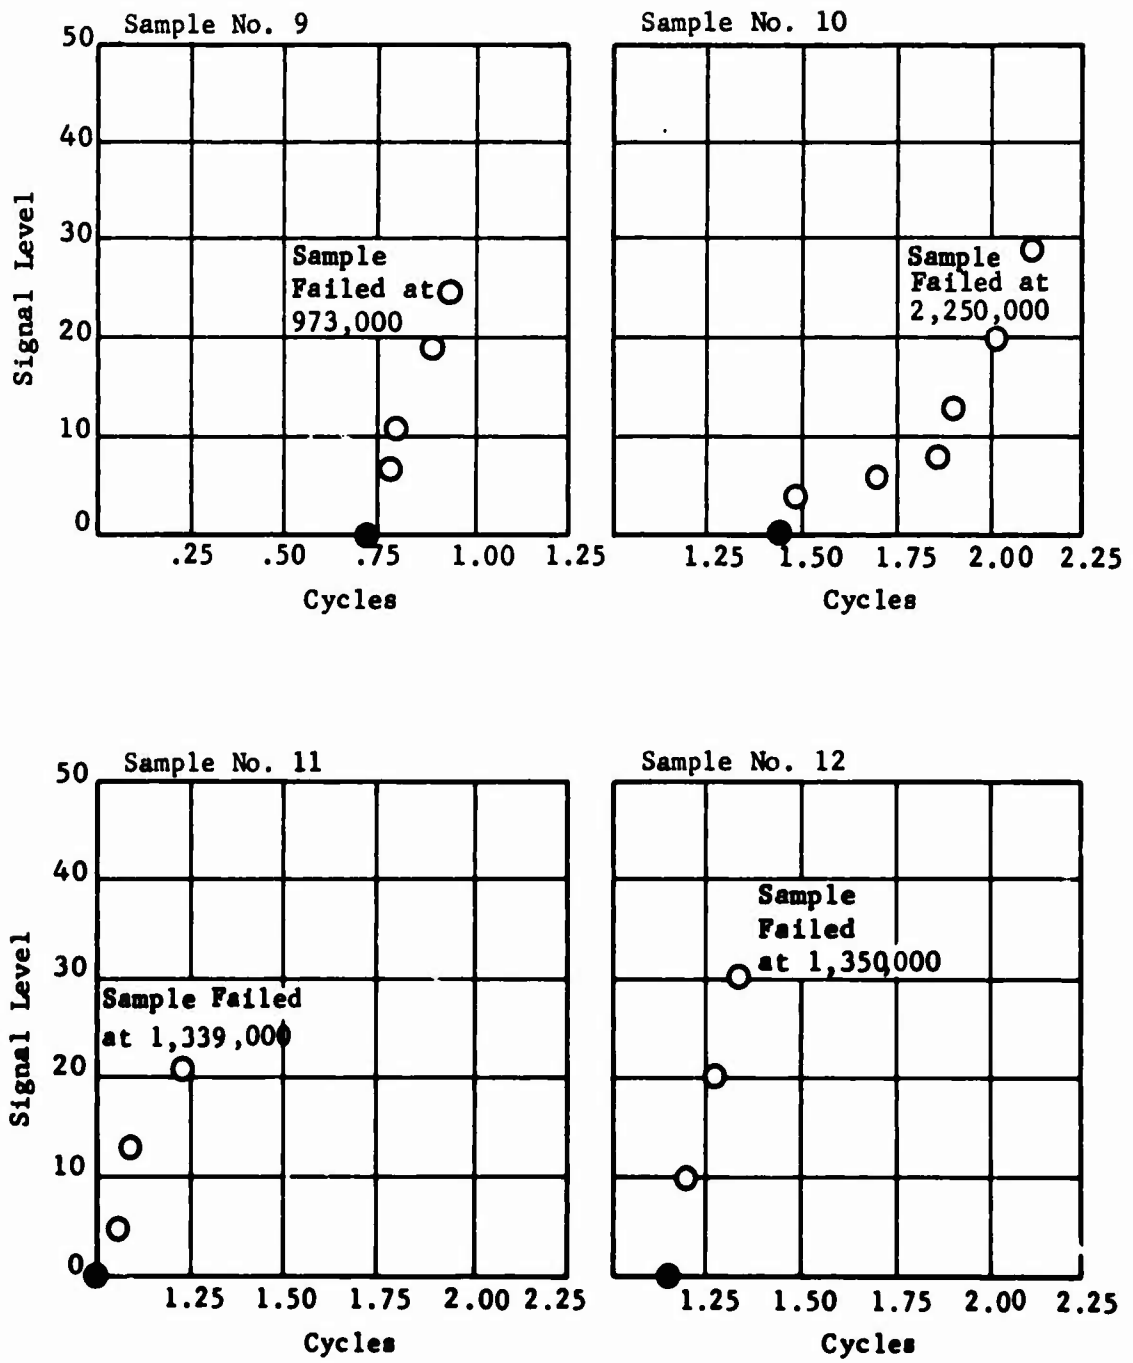 Sample No. 9
50
40
30
20
10
0
Signal Level
Sample
Failed at
973,000
.25 .50 .75 1.00 1.25
Cycles
Sample No. 10
Sample
Failed at
2,250,000
1.25 1.50 1.75 2.00 2.25
Cycles
Sample No. 11
50
40
30
20
10
0
Signal Level
Sample Failed
at 1,339,000
1.25 1.50 1.75 2.00 2.25
Cycles
Sample No. 12
Sample
Failed
at 1,350,000
1.25 1.50 1.75 2.00 2.25
Cycles